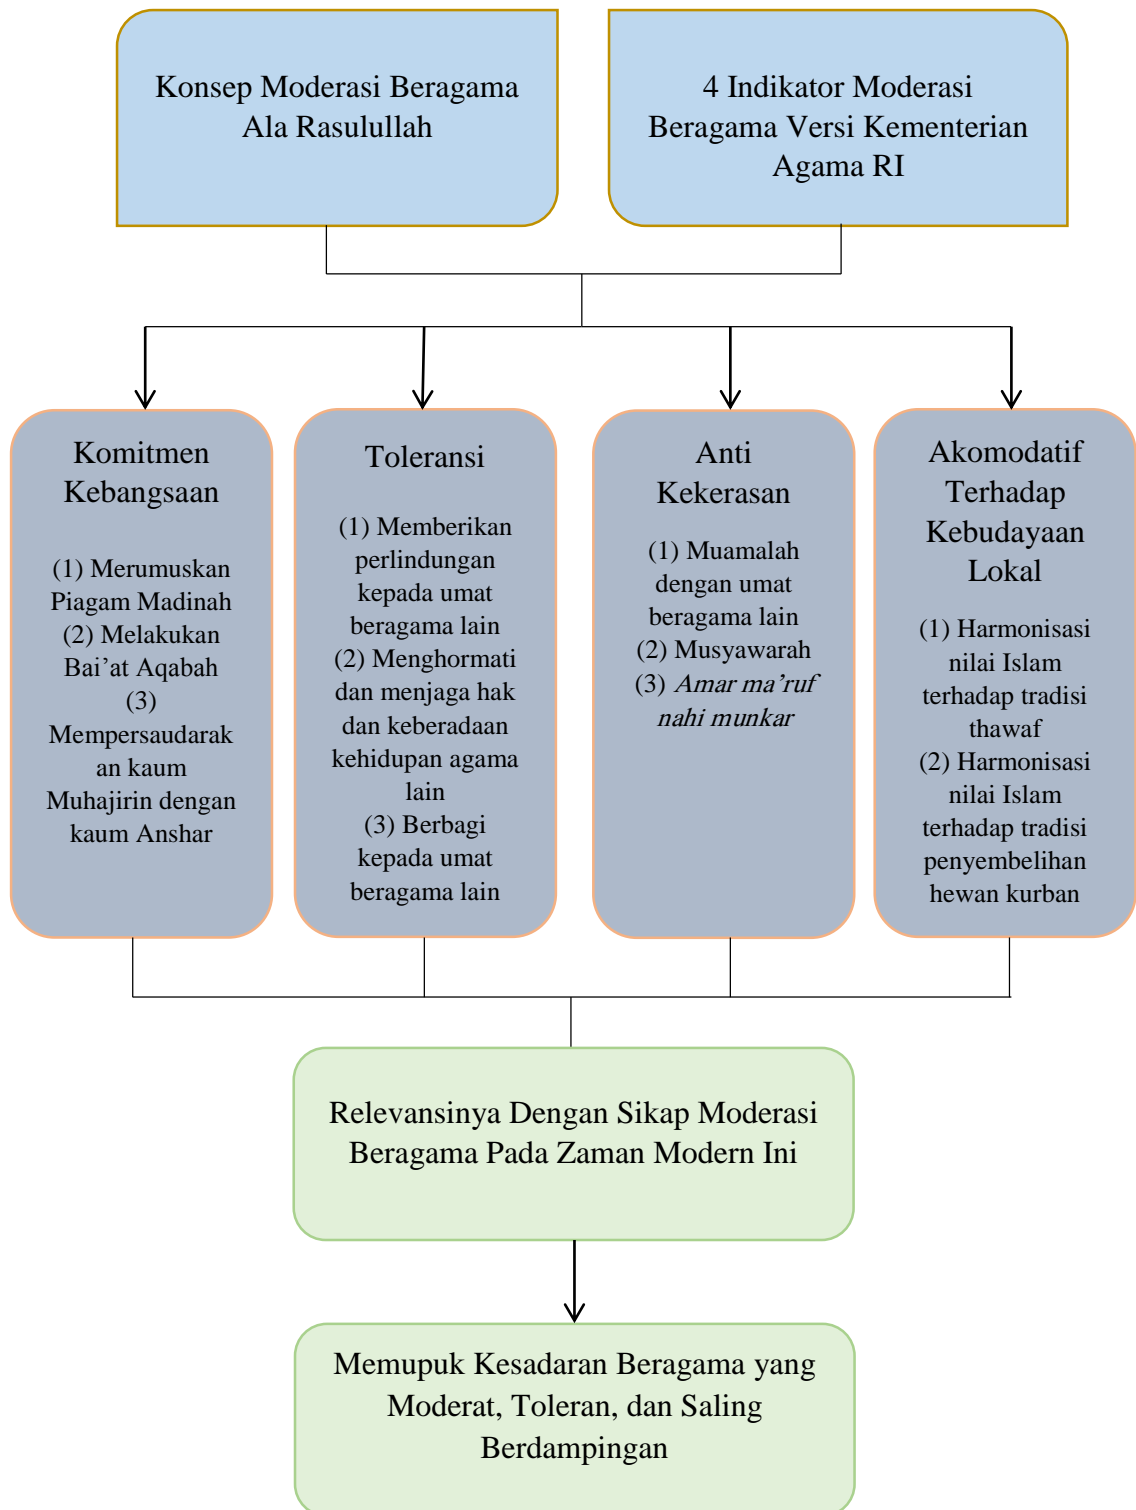 Konsep Moderasi Beragama
Ala Rasulullah
4 Indikator Moderasi
Beragama Versi Kementerian
Agama RI
Komitmen
Kebangsaan
(1) Merumuskan
Piagam Madinah
(2) Melakukan
Bai’at Aqabah
(3)
Mempersaudarak
an kaum
Muhajirin dengan
kaum Anshar
Toleransi
(1) Memberikan
perlindungan
kepada umat
beragama lain
(2) Menghormati
dan menjaga hak
dan keberadaan
kehidupan agama
lain
(3) Berbagi
kepada umat
beragama lain
Anti
Kekerasan
(1) Muamalah
dengan umat
beragama lain
(2) Musyawarah
(3) Amar ma’ruf
nahi munkar
Akomodatif
Terhadap
Kebudayaan
Lokal
(1) Harmonisasi
nilai Islam
terhadap tradisi
thawaf
(2) Harmonisasi
nilai Islam
terhadap tradisi
penyembelihan
hewan kurban
Relevansinya Dengan Sikap Moderasi
Beragama Pada Zaman Modern Ini
Memupuk Kesadaran Beragama yang
Moderat, Toleran, dan Saling
Berdampingan